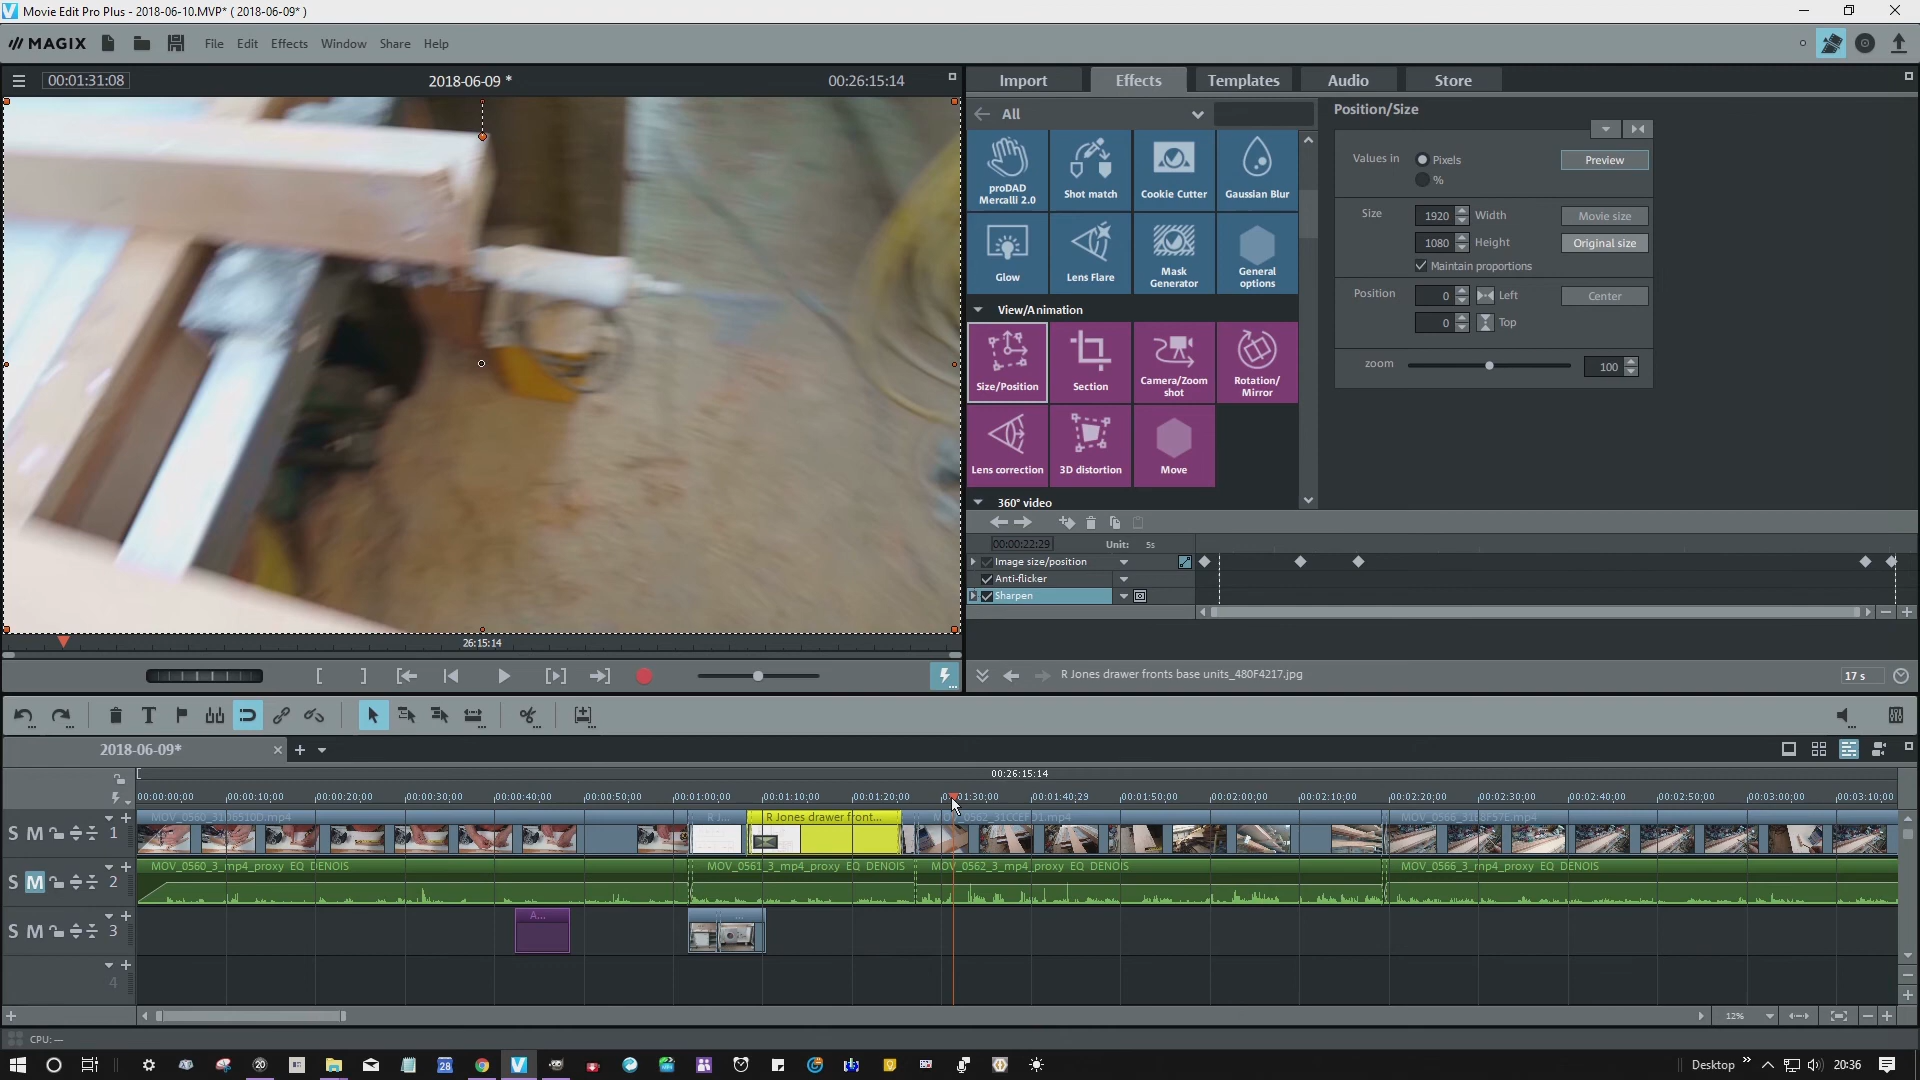 Movie Edit Pro Plus - 2018-06-10.MVP* ( 2018-06-09* )
MAGIX File Edit Effects Window Share Help
00:01:31:08 2018-06-09 * 00:26:15:14
Import Effects Templates Audio Store
All
Position/Size
proDAD Mercalli 2.0
Shot match
Cookie Cutter
Gaussian Blur
Values in Pixels Preview
%
Size 1920 Width Movie size
1080 Height Original size
Maintain proportions
Position 0 Left Center
0 Top
zoom 100
Glow
Lens Flare
Mask Generator
General options
View/Animation
Size/Position
Section
Camera/Zoom shot
Rotation/ Mirror
Lens correction
3D distortion
Move
360° video
00:00:22:29 Unit: 5s
Image size/position
Anti-flicker
Sharpen
26:15:14
R Jones drawer fronts base units_480F4217.jpg 17 s
2018-06-09*
00:26:15:14
00:00:00;00 00:00:10;00 00:00:20;00 00:00:30;00 00:00:50;00 00:01:00;00 00:01:10;00 00:01:20;00 00:01:40;29 00:01:50;00 00:02:00;00 00:02:10;00 00:02:20;00 00:02:30;00 00:02:40;00 00:02:50;00 00:03:00;00 00:03:10;00
R J... R Jones drawer front...
S M 1
MOV_0560_3_mp4_proxy EQ DENOIS MOV_0561_3_mp4_proxy EQ DENOIS MOV_0562_3_mp4_proxy EQ DENOIS MOV_0566_3_mp4_proxy EQ DENOIS
S M 2
A... ...
S M 3
4
12%
CPU: —
20 28 Desktop 20:36